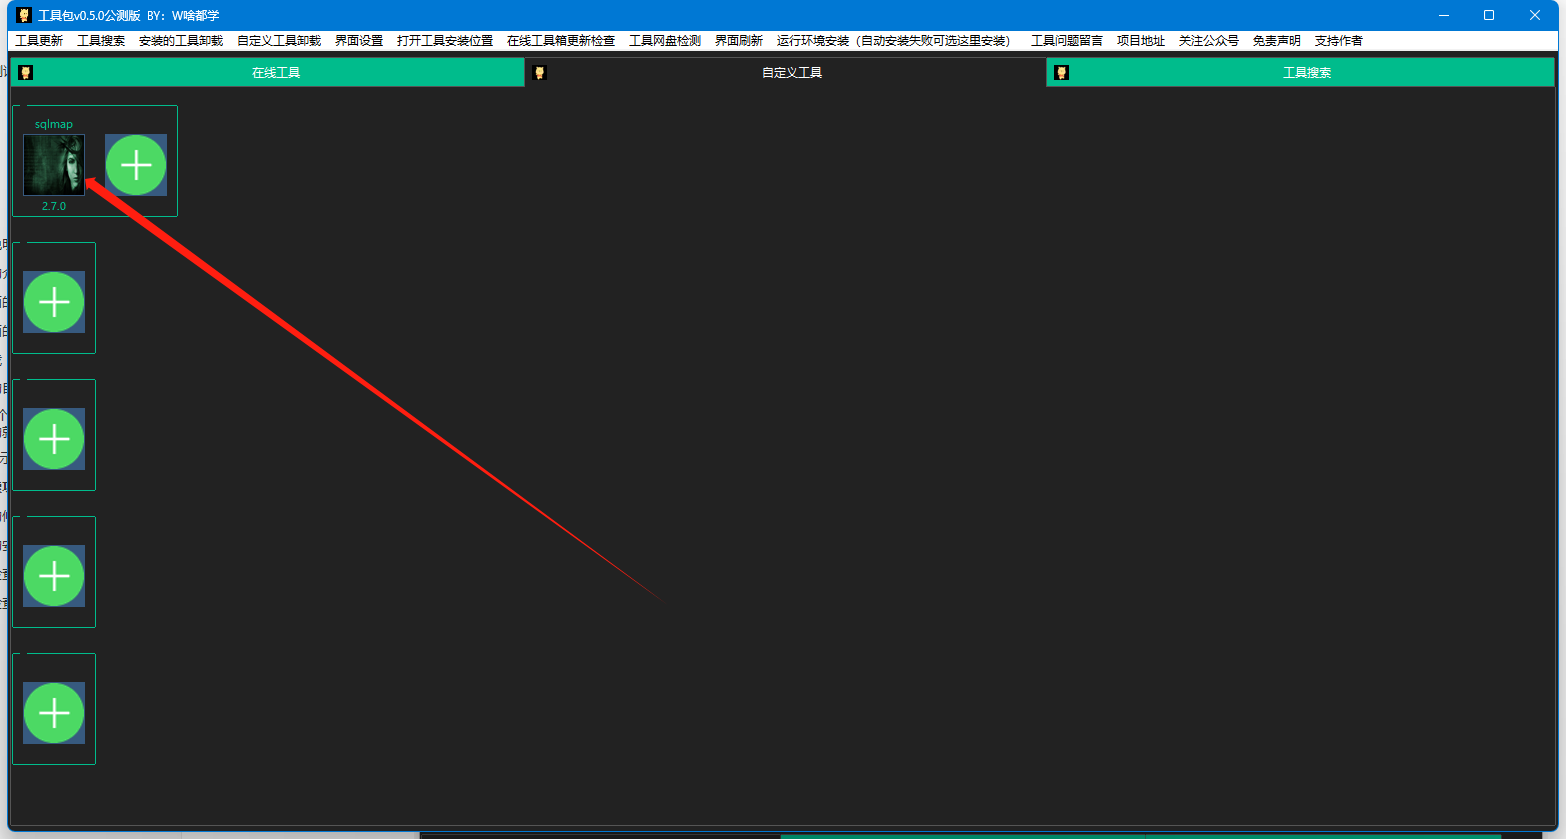 工具包v0.5.0公测版 BY：W啥都学
工具更新 工具搜索 安装的工具卸载 自定义工具卸载 界面设置 打开工具安装位置 在线工具箱更新检查 工具网盘检测 界面刷新 运行环境安装（自动安装失败可选这里安装） 工具问题留言 项目地址 关注公众号 免责声明 支持作者
在线工具 自定义工具 工具搜索
sqlmap
2.7.0